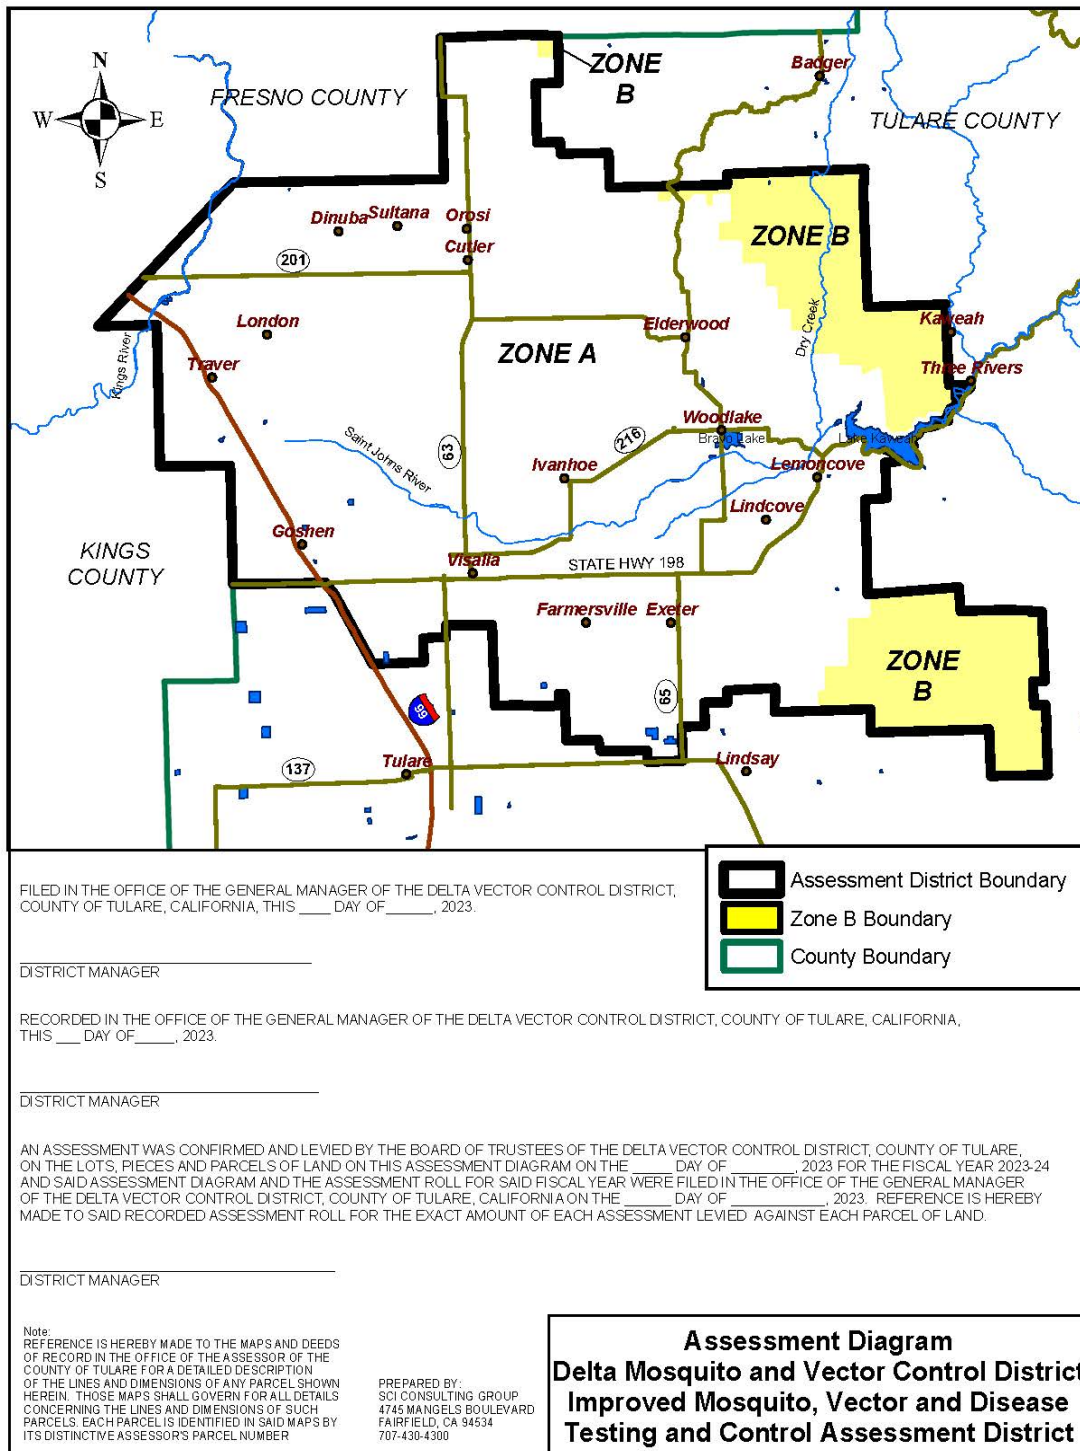 N
W E
S
FRESNO COUNTY
ZONE
B
Badger
TULARE COUNTY
Dinuba
Sultana
Orosi
Cutler
201
ZONE B
London
Traver
Kings River
ZONE A
Elderwood
Dry Creek
Kaweah
Three Rivers
Woodlake
Bravo Lake
Lake Kaweah
63
216
Saint Johns River
Ivanhoe
Lemoncove
Lindcove
Goshen
KINGS
COUNTY
Visalia
STATE HWY 198
Farmersville
Exeter
ZONE
B
65
99
137
Tulare
Lindsay
Assessment District Boundary
Zone B Boundary
County Boundary
FILED IN THE OFFICE OF THE GENERAL MANAGER OF THE DELTA VECTOR CONTROL DISTRICT,
COUNTY OF TULARE, CALIFORNIA, THIS ____ DAY OF______, 2023.
DISTRICT MANAGER
RECORDED IN THE OFFICE OF THE GENERAL MANAGER OF THE DELTA VECTOR CONTROL DISTRICT, COUNTY OF TULARE, CALIFORNIA,
THIS ___ DAY OF_____, 2023.
DISTRICT MANAGER
AN ASSESSMENT WAS CONFIRMED AND LEVIED BY THE BOARD OF TRUSTEES OF THE DELTA VECTOR CONTROL DISTRICT, COUNTY OF TULARE,
ON THE LOTS, PIECES AND PARCELS OF LAND ON THIS ASSESSMENT DIAGRAM ON THE _____ DAY OF ________, 2023 FOR THE FISCAL YEAR 2023-24
AND SAID ASSESSMENT DIAGRAM AND THE ASSESSMENT ROLL FOR SAID FISCAL YEAR WERE FILED IN THE OFFICE OF THE GENERAL MANAGER
OF THE DELTA VECTOR CONTROL DISTRICT, COUNTY OF TULARE, CALIFORNIA ON THE ______ DAY OF ____________, 2023. REFERENCE IS HEREBY
MADE TO SAID RECORDED ASSESSMENT ROLL FOR THE EXACT AMOUNT OF EACH ASSESSMENT LEVIED AGAINST EACH PARCEL OF LAND.
DISTRICT MANAGER
Note:
REFERENCE IS HEREBY MADE TO THE MAPS AND DEEDS
OF RECORD IN THE OFFICE OF THE ASSESSOR OF THE
COUNTY OF TULARE FOR A DETAILED DESCRIPTION
OF THE LINES AND DIMENSIONS OF ANY PARCEL SHOWN
HEREIN. THOSE MAPS SHALL GOVERN FOR ALL DETAILS
CONCERNING THE LINES AND DIMENSIONS OF SUCH
PARCELS. EACH PARCEL IS IDENTIFIED IN SAID MAPS BY
ITS DISTINCTIVE ASSESSOR'S PARCEL NUMBER
PREPARED BY:
SCI CONSULTING GROUP
4745 MANGELS BOULEVARD
FAIRFIELD, CA 94534
707-430-4300
Assessment Diagram
Delta Mosquito and Vector Control District
Improved Mosquito, Vector and Disease
Testing and Control Assessment District